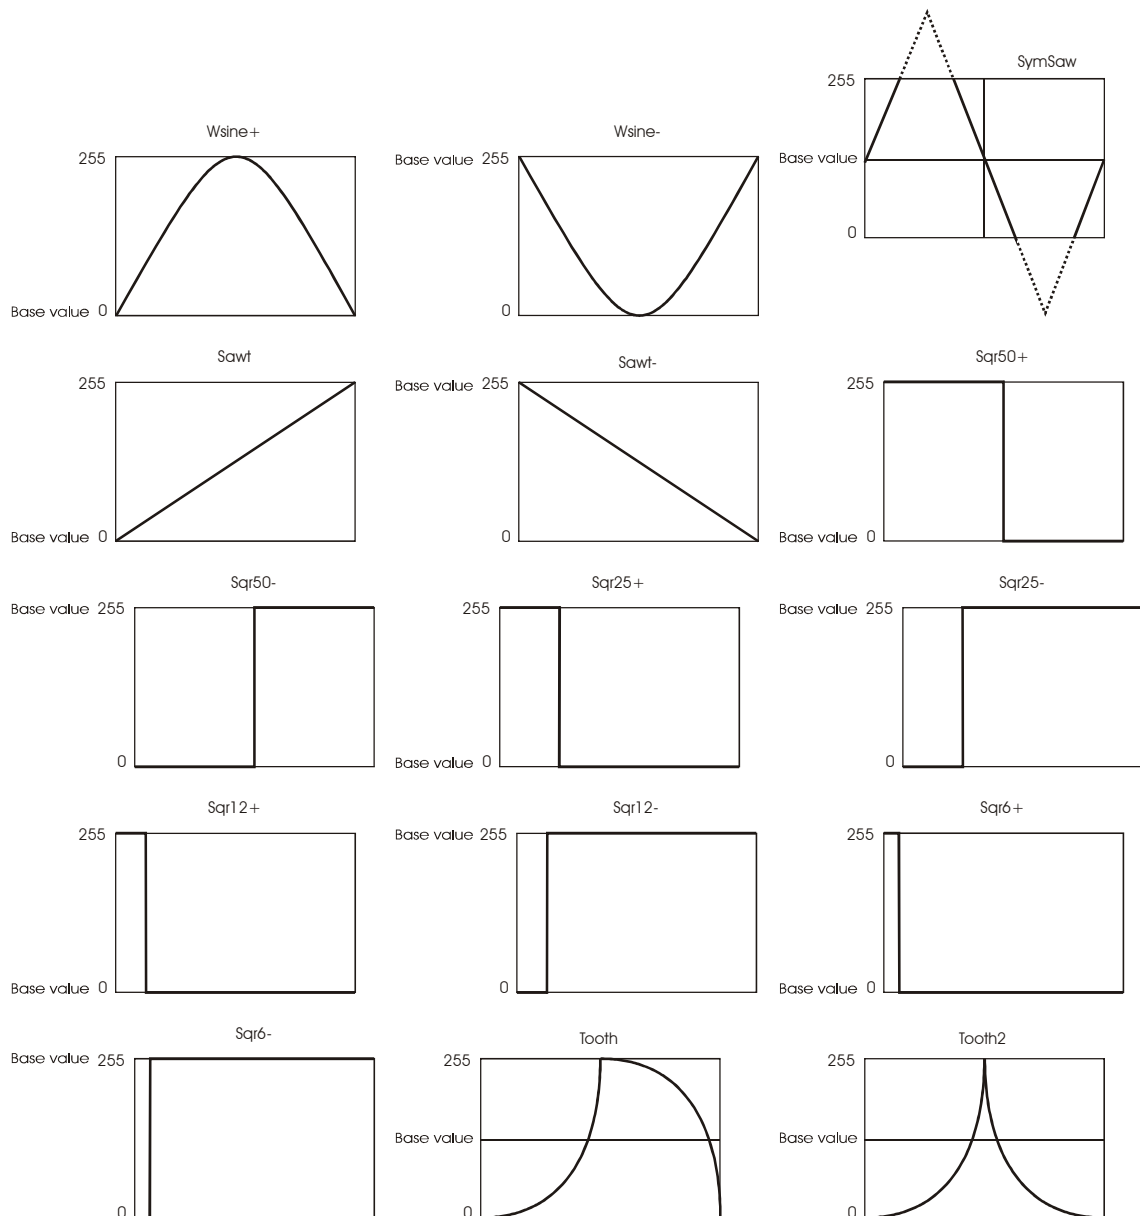 SymSaw
255
Base value
0
Wsine+
255
Base value 0
Wsine-
Base value 255
0
Sawt
255
Base value 0
Sawt-
Base value 255
0
Sqr50+
255
Base value 0
Sqr50-
Base value 255
0
Sqr25+
255
Base value 0
Sqr25-
Base value 255
0
Sqr12+
255
Base value 0
Sqr12-
Base value 255
0
Sqr6+
255
Base value 0
Sqr6-
Base value 255
0
Tooth
255
Base value
0
Tooth2
255
Base value
0